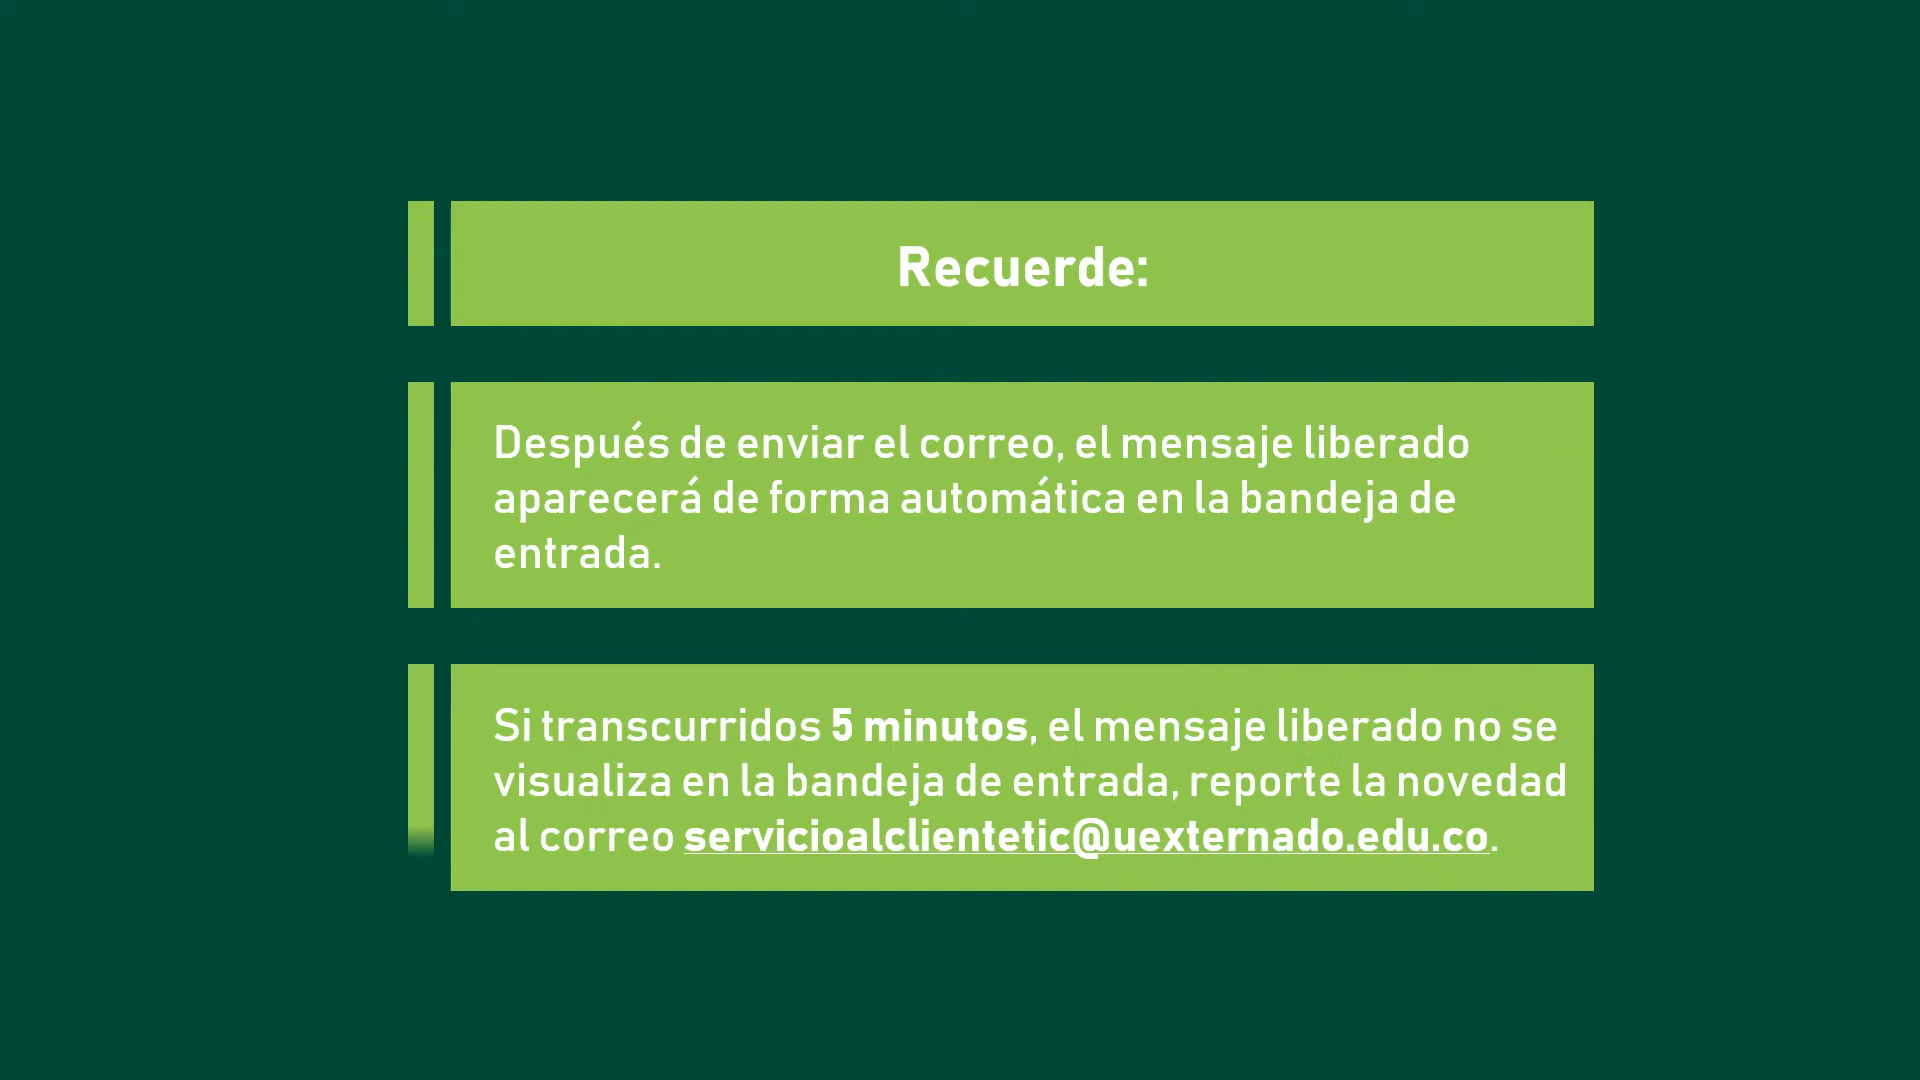 Recuerde:
Después de enviar el correo, el mensaje liberado
aparecerá de forma automática en la bandeja de
entrada.
Si transcurridos 5 minutos, el mensaje liberado no se
visualiza en la bandeja de entrada, reporte la novedad
al correo servicioalclientetic@uexternado.edu.co.